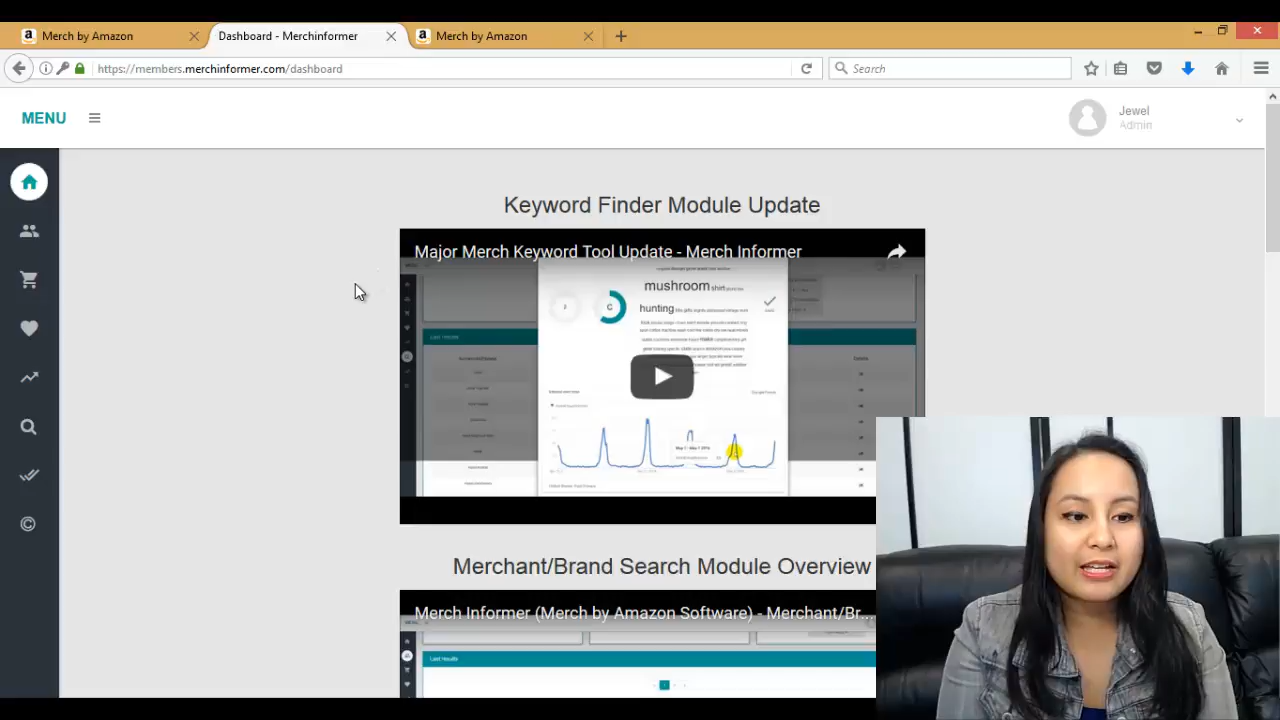 Merch by Amazon
Dashboard - Merchinformer
Merch by Amazon
https://members.merchinformer.com/dashboard
Search
MENU
Jewel
Admin
Keyword Finder Module Update
Major Merch Keyword Tool Update - Merch Informer
mushroom shirt
hunting
Merchant/Brand Search Module Overview
Merch Informer (Merch by Amazon Software) - Merchant/Br...
Last Results